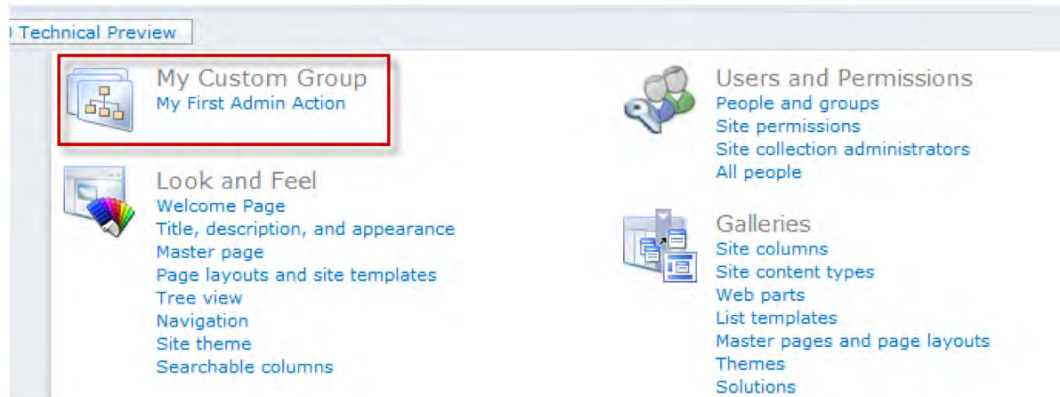 Technical Preview
My Custom Group
My First Admin Action
Look and Feel
Welcome Page
Title, description, and appearance
Master page
Page layouts and site templates
Tree view
Navigation
Site theme
Searchable columns
Users and Permissions
People and groups
Site permissions
Site collection administrators
All people
Galleries
Site columns
Site content types
Web parts
List templates
Master pages and page layouts
Themes
Solutions